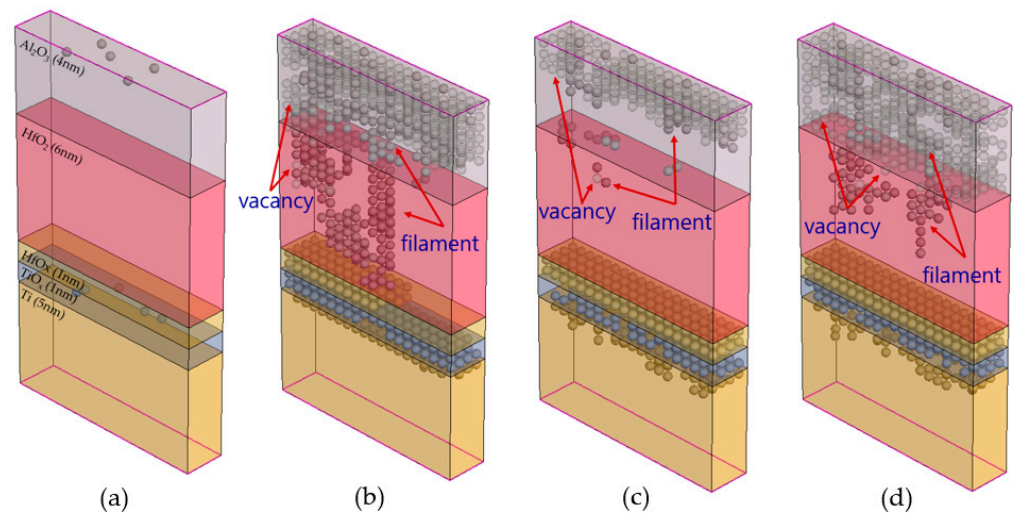 Al₂O₃ (4nm)
HfO₂ (6nm)
HfOx (1nm)
TiOₓ (1nm)
Ti (5nm)
vacancy
filament
vacancy
filament
vacancy
filament
(a)
(b)
(c)
(d)